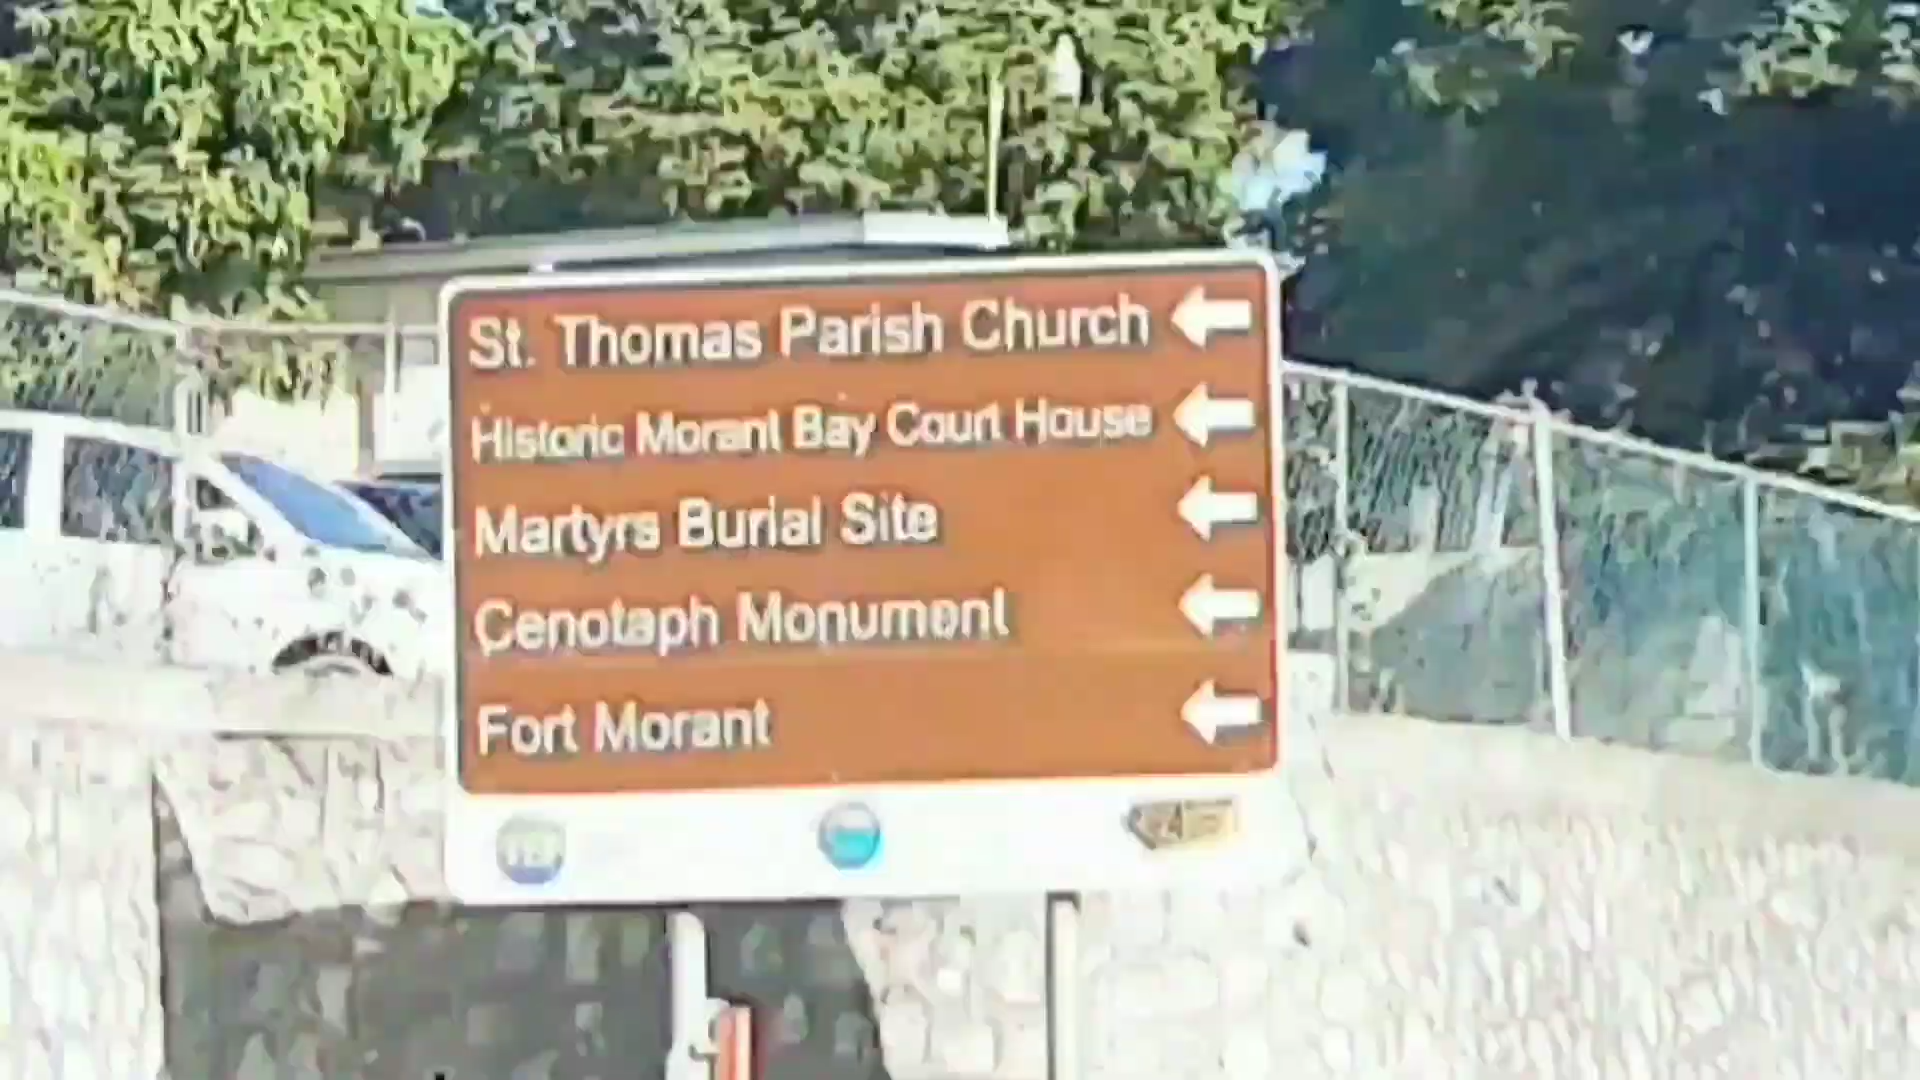 St. Thomas Parish Church
Historic Morant Bay Court House
Martyrs Burial Site
Cenotaph Monument
Fort Morant